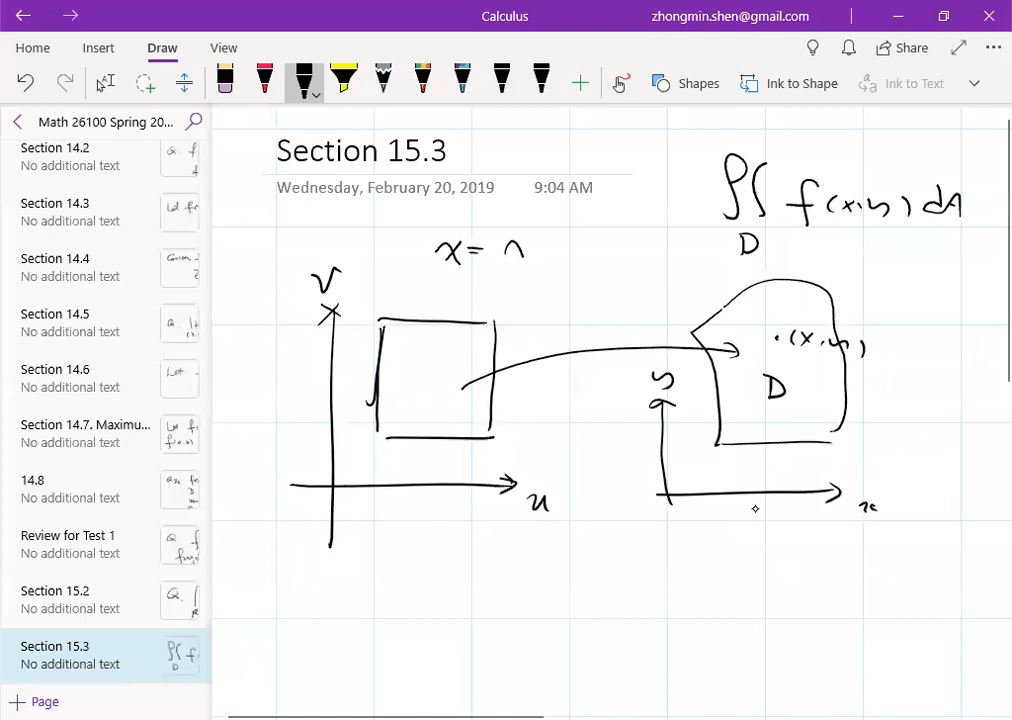 Calculus
zhongmin.shen@gmail.com
Home
Insert
Draw
View
Share
Shapes
Ink to Shape
Ink to Text
Math 26100 Spring 20...
Section 14.2
No additional text
Section 14.3
No additional text
Section 14.4
No additional text
Section 14.5
No additional text
Section 14.6
No additional text
Section 14.7. Maximu...
No additional text
14.8
No additional text
Review for Test 1
No additional text
Section 15.2
No additional text
Section 15.3
No additional text
Page
Section 15.3
Wednesday, February 20, 2019
9:04 AM
∬ f(x,y) dA
D
x =
v
u
(x,y)
D
y
x